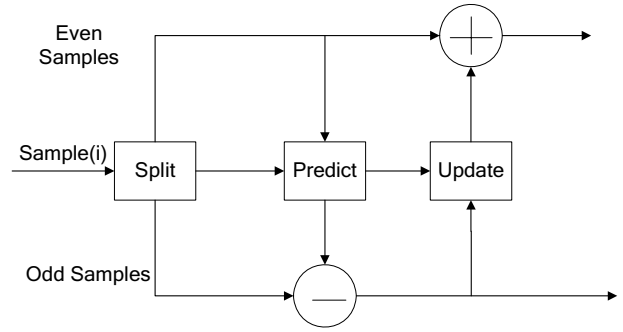 Even
Samples
Sample(i)
Split
Predict
Update
Odd Samples